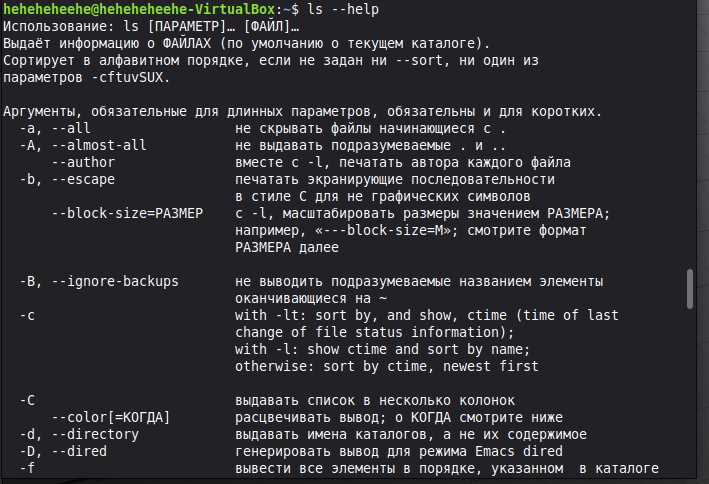 heheheheehe@heheheheehe-VirtualBox:~$ ls --help
Использование: ls [ПАРАМЕТР]… [ФАЙЛ]…
Выдаёт информацию о ФАЙЛАХ (по умолчанию о текущем каталоге).
Сортирует в алфавитном порядке, если не задан ни --sort, ни один из
параметров -cftuvSUX.

Аргументы, обязательные для длинных параметров, обязательны и для коротких.
  -a, --all                  не скрывать файлы начинающиеся с .
  -A, --almost-all           не выдавать подразумеваемые . и ..
      --author               вместе с -l, печатать автора каждого файла
  -b, --escape               печатать экранирующие последовательности
                             в стиле C для не графических символов
      --block-size=РАЗМЕР    с -l, масштабировать размеры значением РАЗМЕРА;
                             например, «---block-size=M»; смотрите формат
                             РАЗМЕРА далее

  -B, --ignore-backups       не выводить подразумеваемые названием элементы
                             оканчивающиеся на ~
  -c                         with -lt: sort by, and show, ctime (time of last
                             change of file status information);
                             with -l: show ctime and sort by name;
                             otherwise: sort by ctime, newest first

  -C                         выдавать список в несколько колонок
      --color[=КОГДА]        расцвечивать вывод; о КОГДА смотрите ниже
  -d, --directory            выдавать имена каталогов, а не их содержимое
  -D, --dired                генерировать вывод для режима Emacs dired
  -f                         вывести все элементы в порядке, указанном  в каталоге